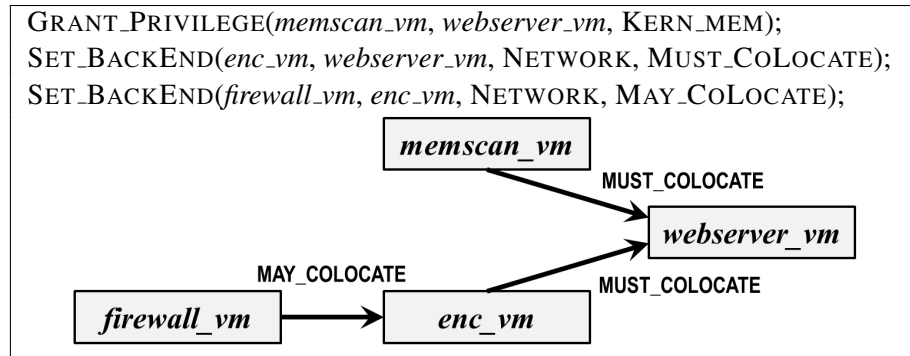 GRANT_PRIVILEGE(memscan_vm, webserver_vm, KERN_MEM);
SET_BACKEND(enc_vm, webserver_vm, NETWORK, MUST_COLOCATE);
SET_BACKEND(firewall_vm, enc_vm, NETWORK, MAY_COLOCATE);
memscan_vm
MUST_COLOCATE
webserver_vm
MAY_COLOCATE
MUST_COLOCATE
firewall_vm
enc_vm